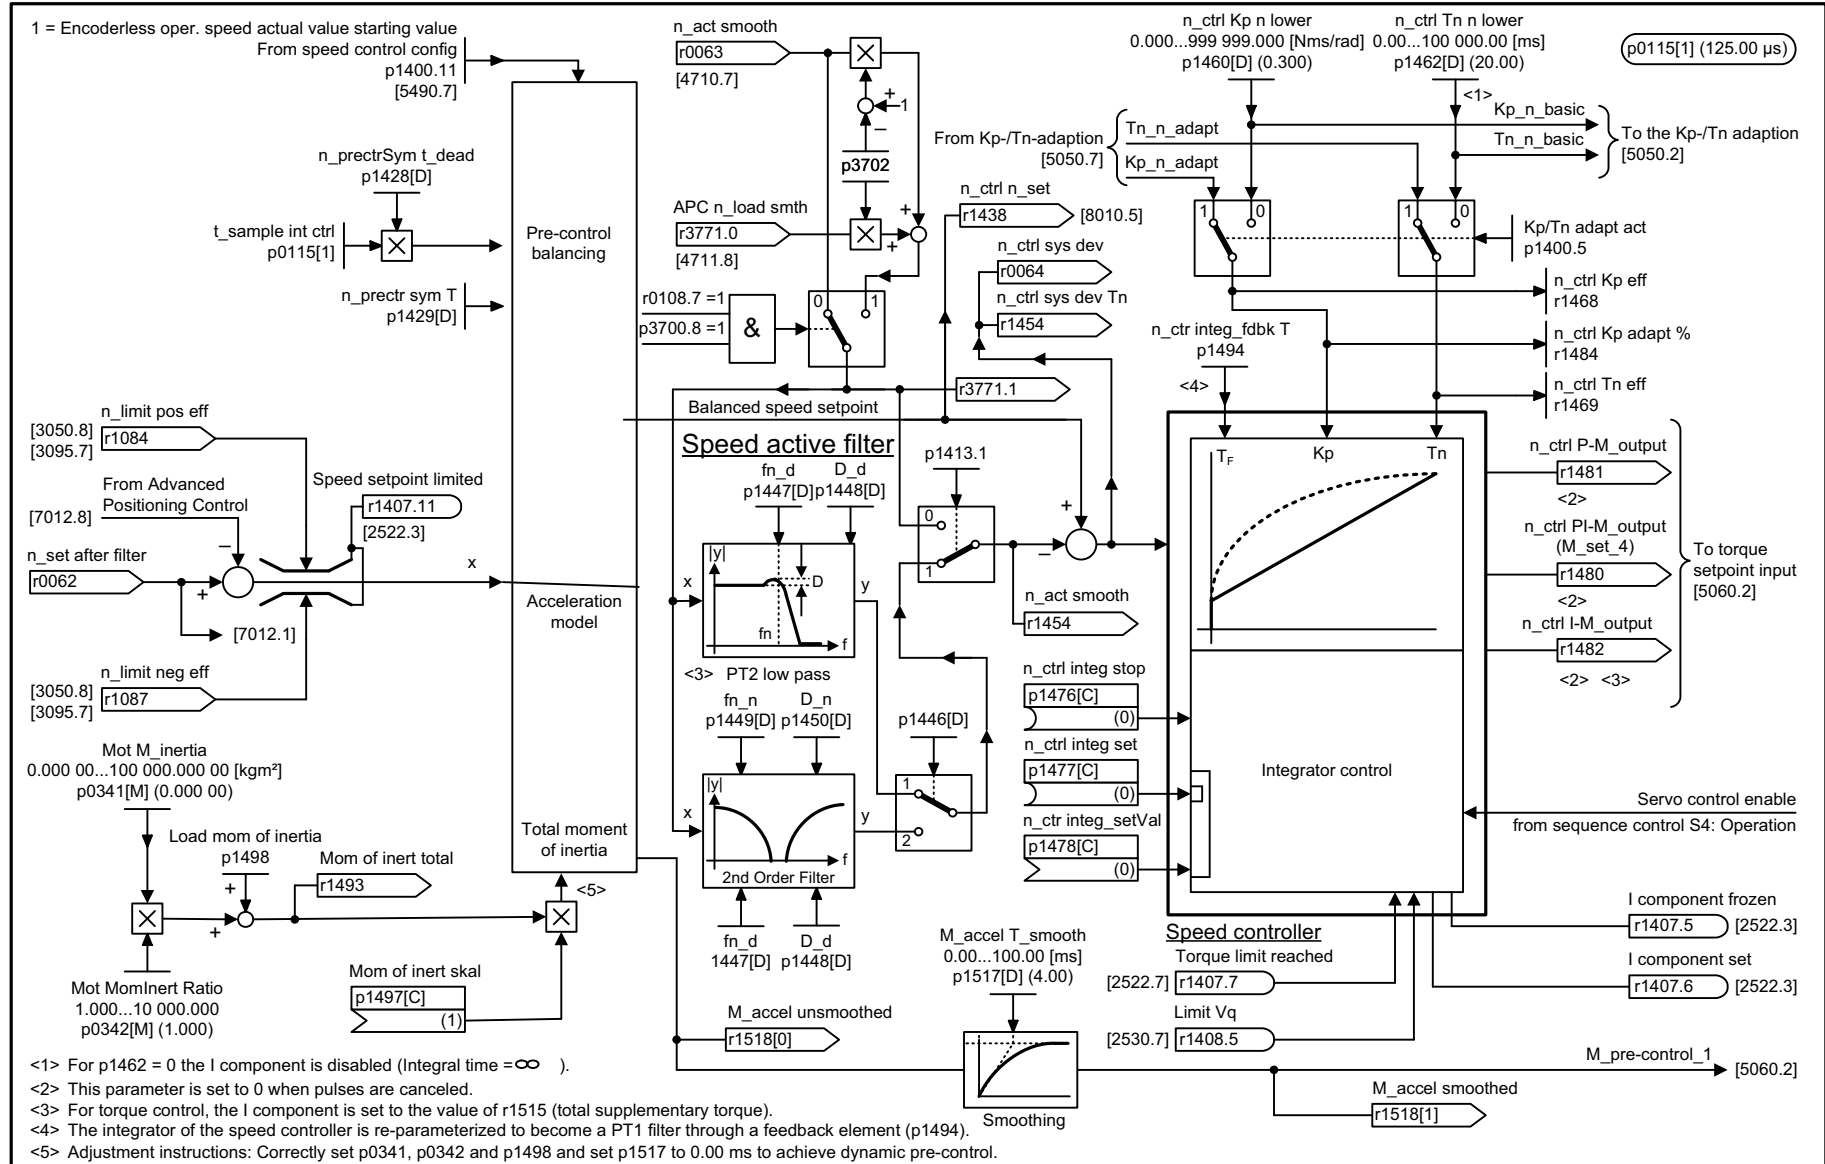 1 = Encoderless oper. speed actual value starting value
From speed control config
p1400.11
[5490.7]
n_prectrSym t_dead
p1428[D]
t_sample int ctrl
p0115[1]
n_prectr sym T
p1429[D]
Pre-control
balancing
n_act smooth
r0063
[4710.7]
+
1
–
p3702
APC n_load smth
r3771.0
[4711.8]
+
+
r0108.7 =1
p3700.8 =1
&
0
1
n_ctrl Kp n lower
0.000...999 999.000 [Nms/rad]
p1460[D] (0.300)
n_ctrl Tn n lower
0.00...100 000.00 [ms]
p1462[D] (20.00)
<1>
p0115[1] (125.00 µs)
From Kp-/Tn-adaption
[5050.7]
Tn_n_adapt
Kp_n_adapt
Kp_n_basic
Tn_n_basic
To the Kp-/Tn adaption
[5050.2]
n_ctrl n_set
r1438
[8010.5]
n_ctrl sys dev
r0064
n_ctrl sys dev Tn
r1454
1
0
1
0
Kp/Tn adapt act
p1400.5
n_ctrl Kp eff
r1468
n_ctrl Kp adapt %
r1484
n_ctrl Tn eff
r1469
n_ctr integ_fdbk T
p1494
<4>
r3771.1
Balanced speed setpoint
n_limit pos eff
[3050.8]
[3095.7]
r1084
From Advanced
Positioning Control
[7012.8]
Speed setpoint limited
r1407.11
[2522.3]
n_set after filter
r0062
–
+
[7012.1]
x
Acceleration
model
n_limit neg eff
[3050.8]
[3095.7]
r1087
Speed active filter
fn_d
p1447[D]
D_d
p1448[D]
|y|
x
D
fn
f
y
<3> PT2 low pass
fn_n
p1449[D]
D_n
p1450[D]
|y|
x
f
y
2nd Order Filter
fn_d
1447[D]
D_d
p1448[D]
p1446[D]
1
2
p1413.1
0
1
+
–
n_act smooth
r1454
T_F
Kp
Tn
Integrator control
Speed controller
n_ctrl integ stop
p1476[C]
(0)
n_ctrl integ set
p1477[C]
(0)
n_ctr integ_setVal
p1478[C]
(0)
n_ctrl P-M_output
r1481
<2>
n_ctrl PI-M_output
(M_set_4)
r1480
<2>
n_ctrl I-M_output
r1482
<2> <3>
To torque
setpoint input
[5060.2]
Servo control enable
from sequence control S4: Operation
I component frozen
r1407.5
[2522.3]
I component set
r1407.6
[2522.3]
Mot M_inertia
0.000 00...100 000.000 00 [kgm²]
p0341[M] (0.000 00)
Load mom of inertia
p1498
+
+
Mom of inert total
r1493
Mot MomInert Ratio
1.000...10 000.000
p0342[M] (1.000)
Mom of inert skal
p1497[C]
(1)
Total moment
of inertia
<5>
M_accel unsmoothed
r1518[0]
M_accel T_smooth
0.00...100.00 [ms]
p1517[D] (4.00)
Smoothing
Torque limit reached
[2522.7]
r1407.7
Limit Vq
[2530.7]
r1408.5
M_pre-control_1
[5060.2]
M_accel smoothed
r1518[1]
<1> For p1462 = 0 the I component is disabled (Integral time = ∞ ).
<2> This parameter is set to 0 when pulses are canceled.
<3> For torque control, the I component is set to the value of r1515 (total supplementary torque).
<4> The integrator of the speed controller is re-parameterized to become a PT1 filter through a feedback element (p1494).
<5> Adjustment instructions: Correctly set p0341, p0342 and p1498 and set p1517 to 0.00 ms to achieve dynamic pre-control.